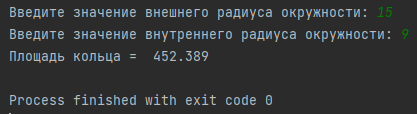 Введите значение внешнего радиуса окружности: 15
Введите значение внутреннего радиуса окружности: 9
Площадь кольца =  452.389
Process finished with exit code 0